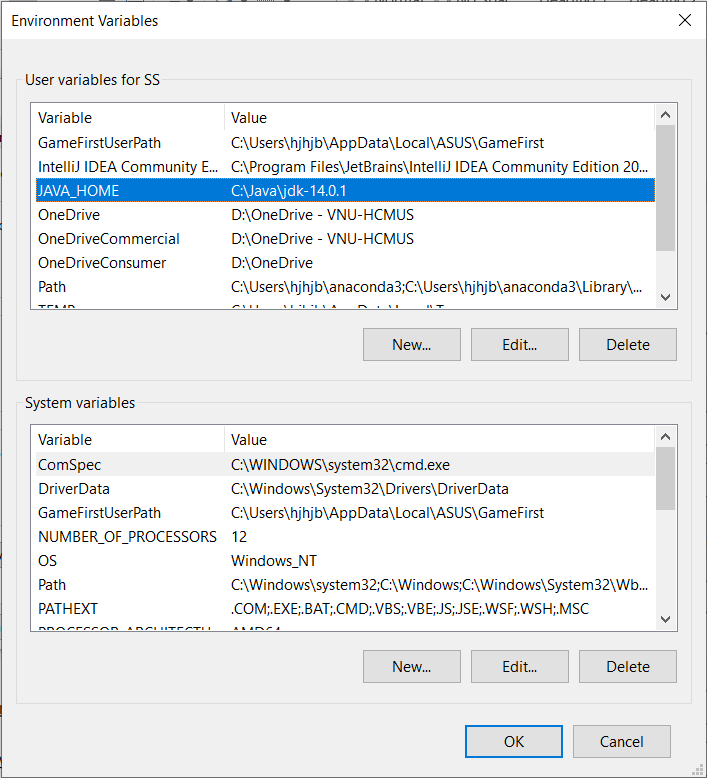 Environment Variables
User variables for SS
Variable Value
GameFirstUserPath C:\Users\hjhjb\AppData\Local\ASUS\GameFirst
IntelliJ IDEA Community E... C:\Program Files\JetBrains\IntelliJ IDEA Community Edition 20...
JAVA_HOME C:\Java\jdk-14.0.1
OneDrive D:\OneDrive - VNU-HCMUS
OneDriveCommercial D:\OneDrive - VNU-HCMUS
OneDriveConsumer D:\OneDrive
Path C:\Users\hjhjb\anaconda3;C:\Users\hjhjb\anaconda3\Library\...
New... Edit... Delete
System variables
Variable Value
ComSpec C:\WINDOWS\system32\cmd.exe
DriverData C:\Windows\System32\Drivers\DriverData
GameFirstUserPath C:\Users\hjhjb\AppData\Local\ASUS\GameFirst
NUMBER_OF_PROCESSORS 12
OS Windows_NT
Path C:\Windows\system32;C:\Windows;C:\Windows\System32\Wb...
PATHEXT .COM;.EXE;.BAT;.CMD;.VBS;.VBE;.JS;.JSE;.WSF;.WSH;.MSC
New... Edit... Delete
OK Cancel